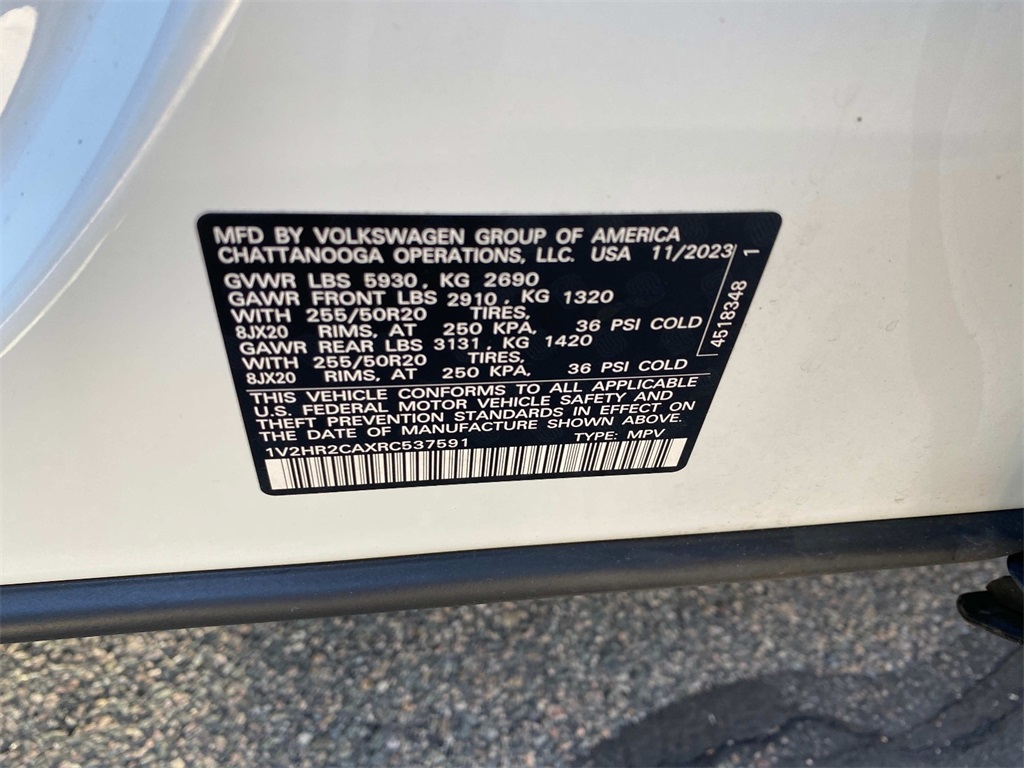 MFD BY VOLKSWAGEN GROUP OF AMERICA
CHATTANOOGA OPERATIONS, LLC. USA 11/2023
GVWR LBS 5930, KG 2690
GAWR FRONT LBS 2910, KG 1320
WITH 255/50R20 TIRES,
8JX20 RIMS, AT 250 KPA, 36 PSI COLD
GAWR REAR LBS 3131, KG 1420
WITH 255/50R20 TIRES,
8JX20 RIMS, AT 250 KPA, 36 PSI COLD
THIS VEHICLE CONFORMS TO ALL APPLICABLE
U.S. FEDERAL MOTOR VEHICLE SAFETY AND
THEFT PREVENTION STANDARDS IN EFFECT ON
THE DATE OF MANUFACTURE SHOWN ABOVE.
1V2HR2CAXRC537591 TYPE: MPV
4518348 1